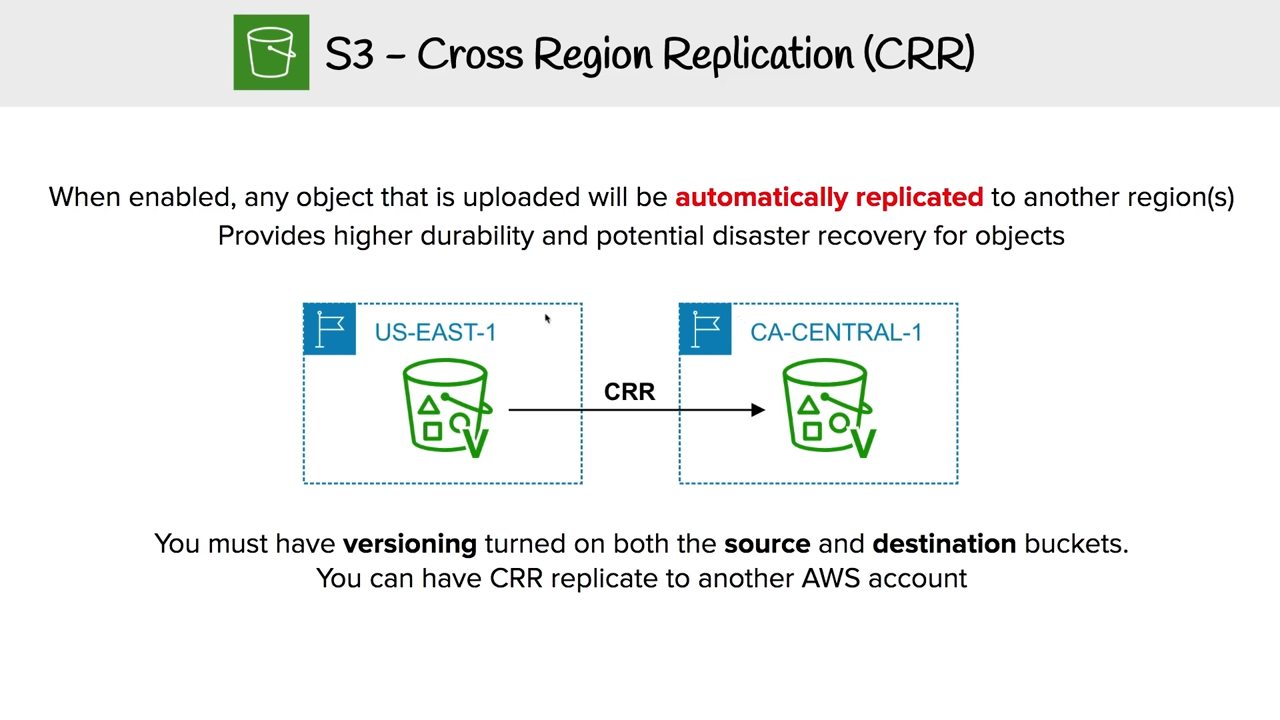 S3 – Cross Region Replication (CRR)
When enabled, any object that is uploaded will be automatically replicated to another region(s)
Provides higher durability and potential disaster recovery for objects
US-EAST-1
CA-CENTRAL-1
CRR
V
V
You must have versioning turned on both the source and destination buckets.
You can have CRR replicate to another AWS account